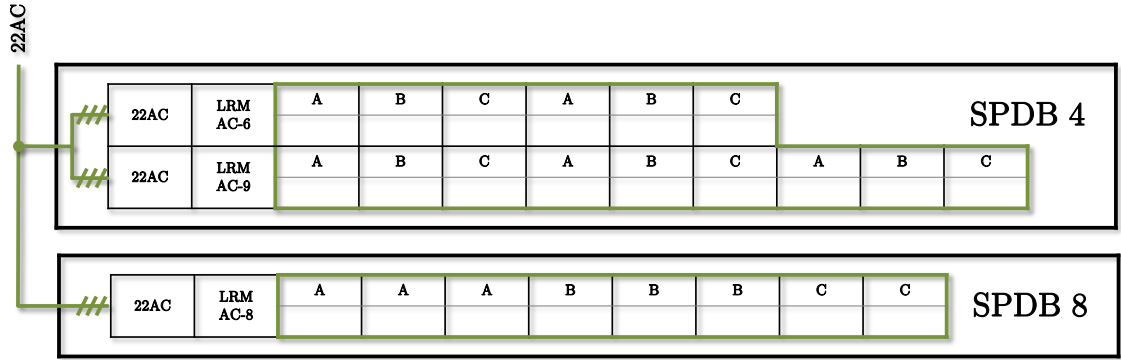 22AC
SPDB 4
22AC LRM AC-6 A B C A B C
22AC LRM AC-9 A B C A B C A B C
22AC LRM AC-8 A A A B B B C C
SPDB 8